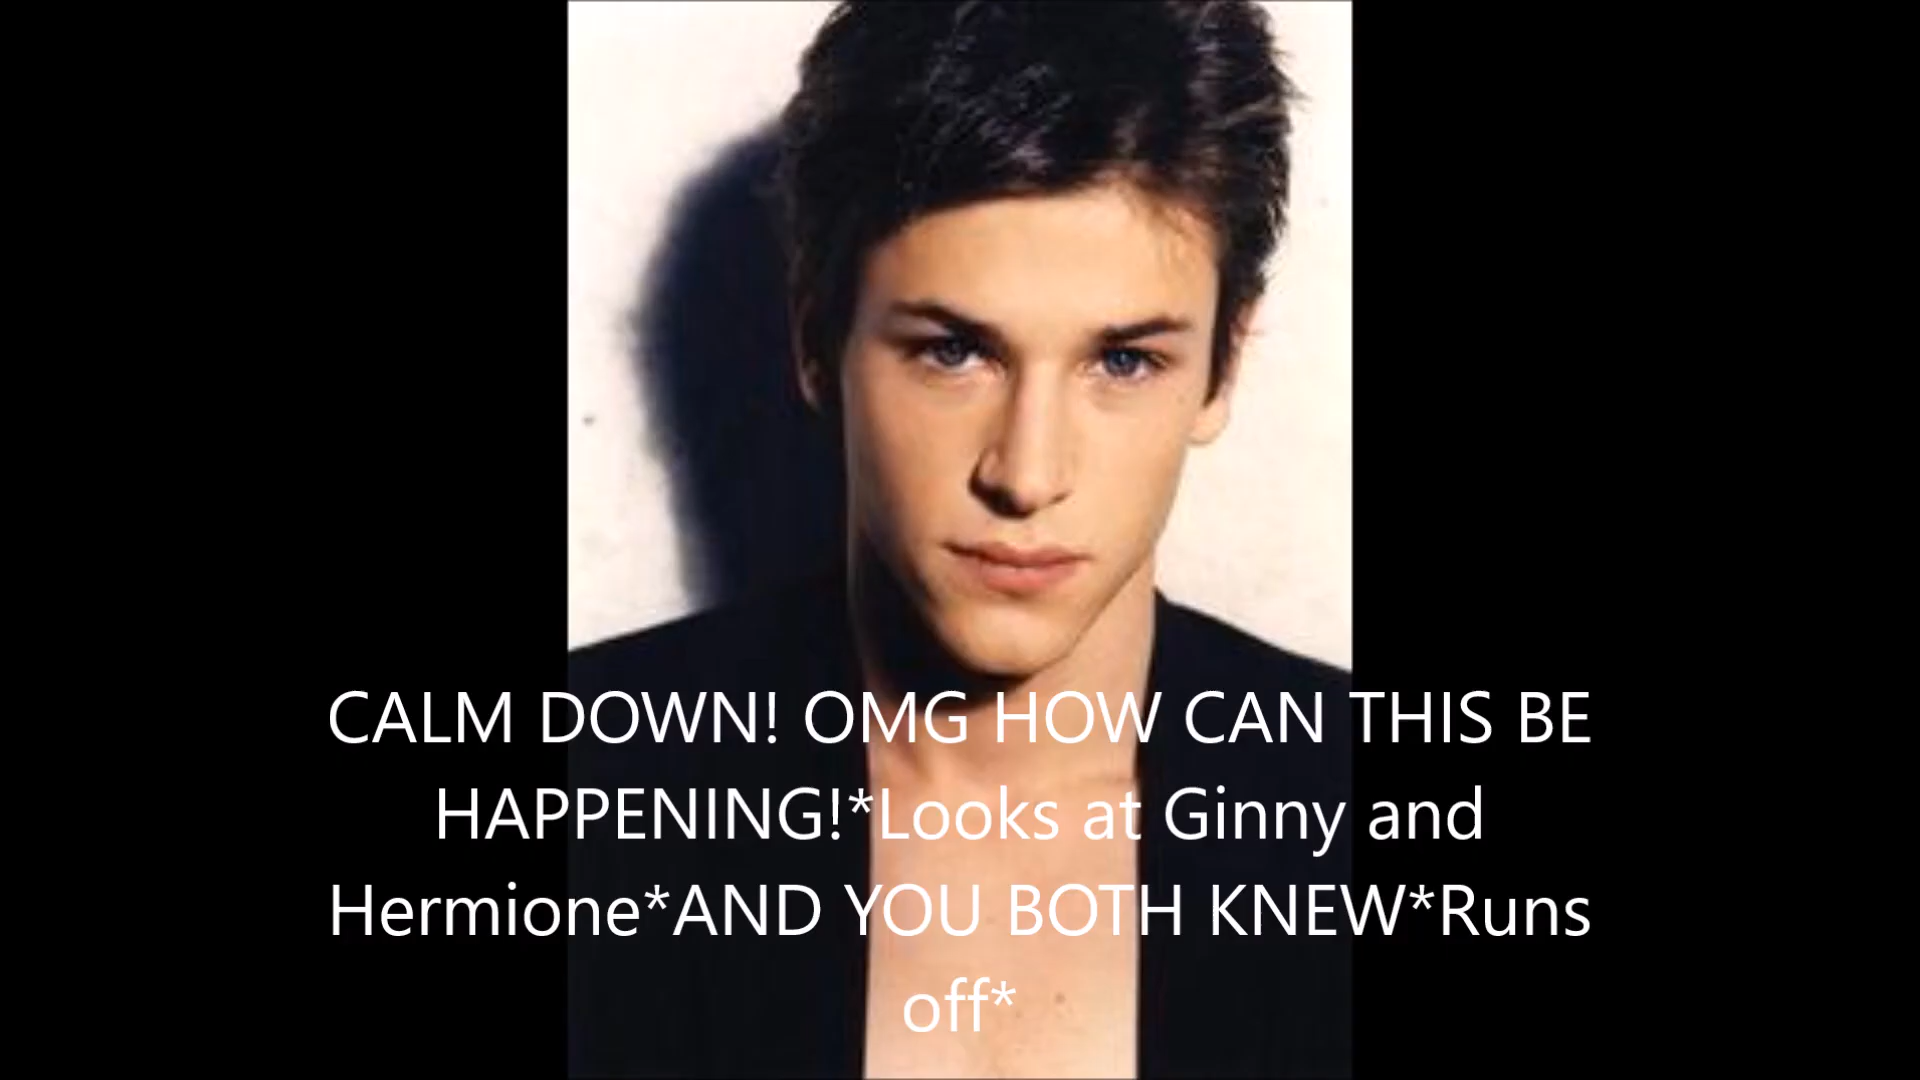 CALM DOWN! OMG HOW CAN THIS BE
HAPPENING!*Looks at Ginny and
Hermione*AND YOU BOTH KNEW*Runs
off*